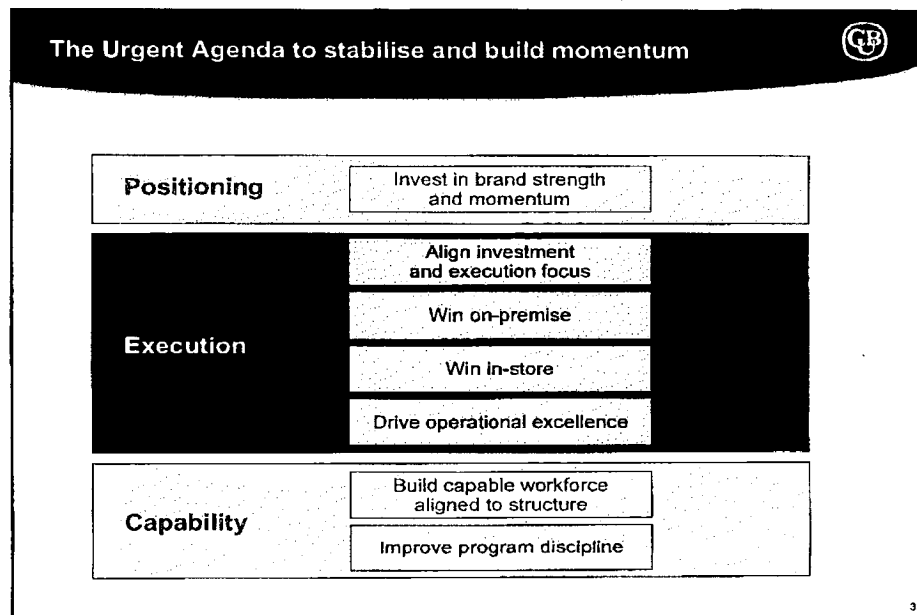 The Urgent Agenda to stabilise and build momentum
CUB
Positioning
Invest in brand strength
and momentum
Execution
Align investment
and execution focus
Win on-premise
Win in-store
Drive operational excellence
Capability
Build capable workforce
aligned to structure
Improve program discipline
3